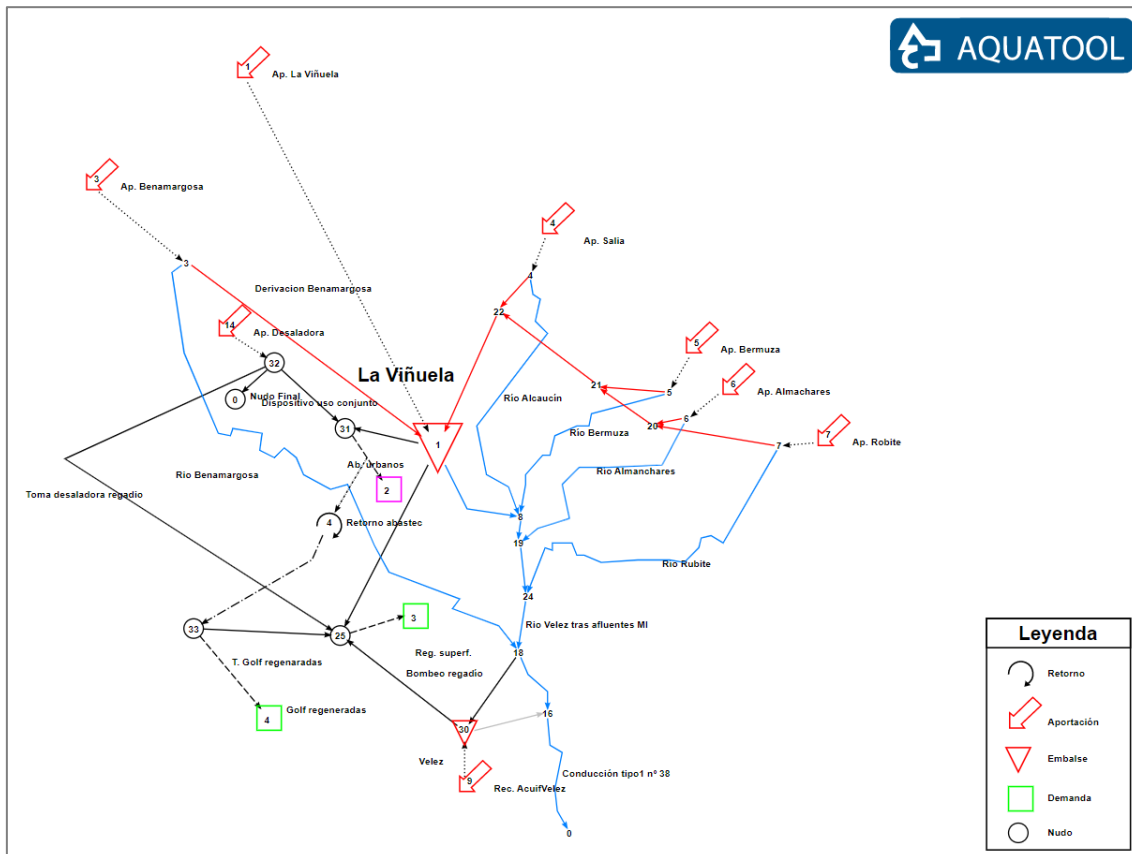 AQUATOOL
1
Ap. La Viñuela
3
Ap. Benamargosa
4
Ap. Salia
3
4
Derivacion Benamargosa
22
14
Ap. Desaladora
5
Ap. Bermuza
32
La Viñuela
6
Ap. Almachares
21
5
0
Nudo Final
Dispositivo uso conjunto
Rio Alcaucín
6
20
31
Rio Bermuza
7
Ap. Robite
1
7
Rio Benamargosa
Ab. urbanos
Rio Almanchares
Toma desaladora regadio
2
8
4
Retorno abastec
19
Rio Rubite
24
3
33
25
Rio Velez tras afluentes MI
Reg. superf.
18
T. Golf regenaradas
Bombeo regadio
4
Golf regeneradas
16
30
Velez
9
Rec. AcuifVelez
Conducción tipo1 nº 38
0
Leyenda
Retorno
Aportación
Embalse
Demanda
Nudo